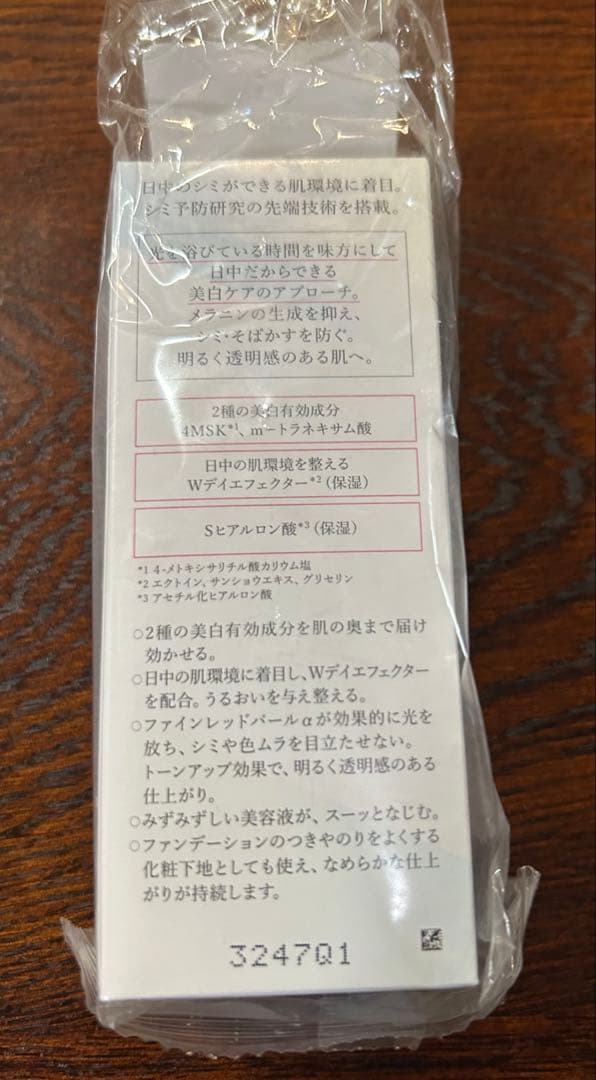 日中のシミができる肌環境に着目。
シミ予防研究の先端技術を搭載。
光を浴びている時間を味方にして
日中だからできる
美白ケアのアプローチ。
メラニンの生成を抑え、
シミ・そばかすを防ぐ。
明るく透明感のある肌へ。
2種の美白有効成分
4MSK*1、m-トラネキサム酸
日中の肌環境を整える
Wデイエフェクター*2(保湿)
Sヒアルロン酸*3(保湿)
*1 4-メトキシサリチル酸カリウム塩
*2 エクトイン、サンショウエキス、グリセリン
*3 アセチル化ヒアルロン酸
○2種の美白有効成分を肌の奥まで届け
効かせる。
○日中の肌環境に着目し、Wデイエフェクター
を配合。うるおいを与え整える。
○ファインレッドパールαが効果的に光を
放ち、シミや色ムラを目立たせない。
トーンアップ効果で、明るく透明感のある
仕上がり。
○みずみずしい美容液が、スーッとなじむ。
○ファンデーションのつきやのりをよくする
化粧下地としても使え、なめらかな仕上
がりが持続します。
3247Q1